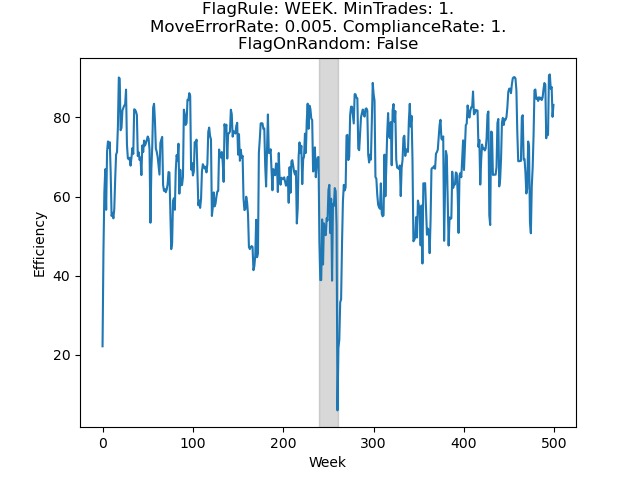 FlagRule: WEEK. MinTrades: 1.
MoveErrorRate: 0.005. ComplianceRate: 1.
FlagOnRandom: False
80
60
40
20
Efficiency
0 100 200 300 400 500
Week